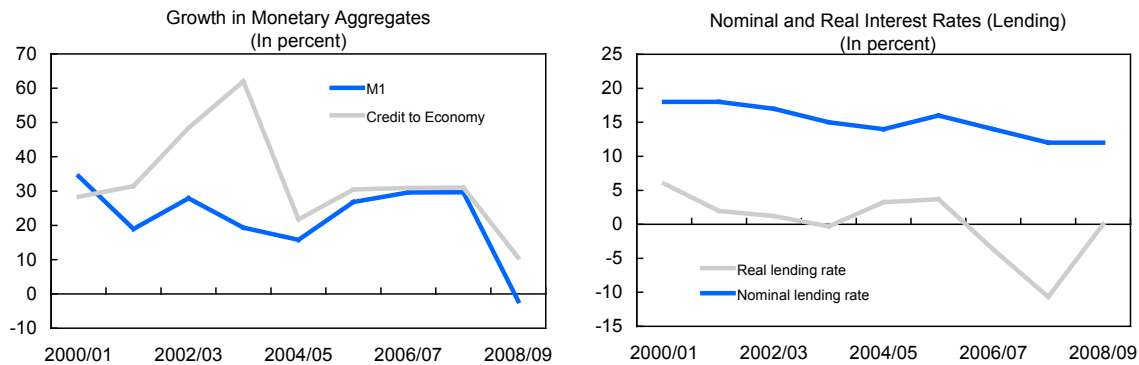 Growth in Monetary Aggregates
(In percent)
70
60
50
40
30
20
10
0
-10
M1
Credit to Economy
2000/01 2002/03 2004/05 2006/07 2008/09
Nominal and Real Interest Rates (Lending)
(In percent)
25
20
15
10
5
0
-5
-10
-15
Real lending rate
Nominal lending rate
2000/01 2002/03 2004/05 2006/07 2008/09